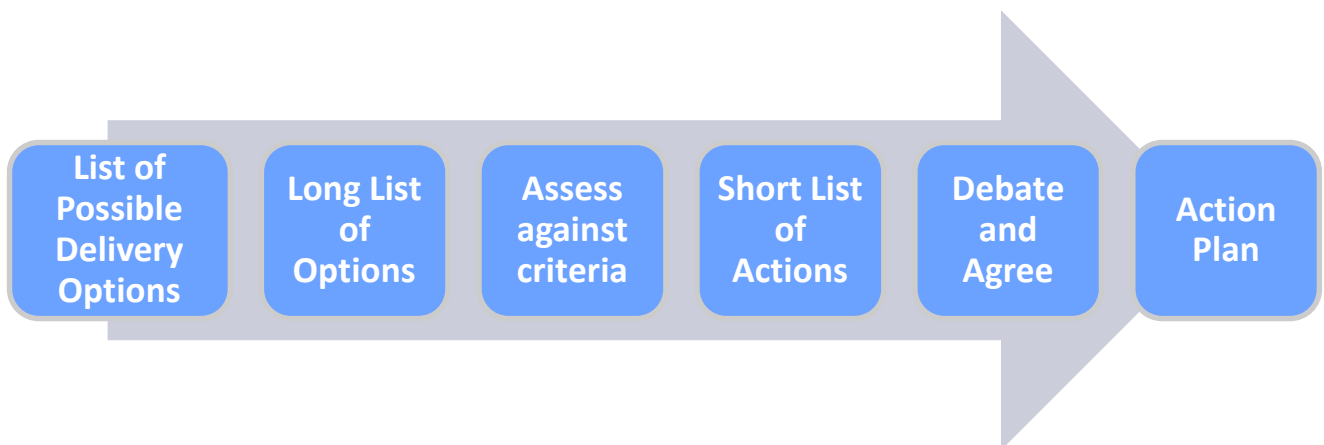 List of
Possible
Delivery
Options
Long List
of
Options
Assess
against
criteria
Short List
of
Actions
Debate
and
Agree
Action
Plan